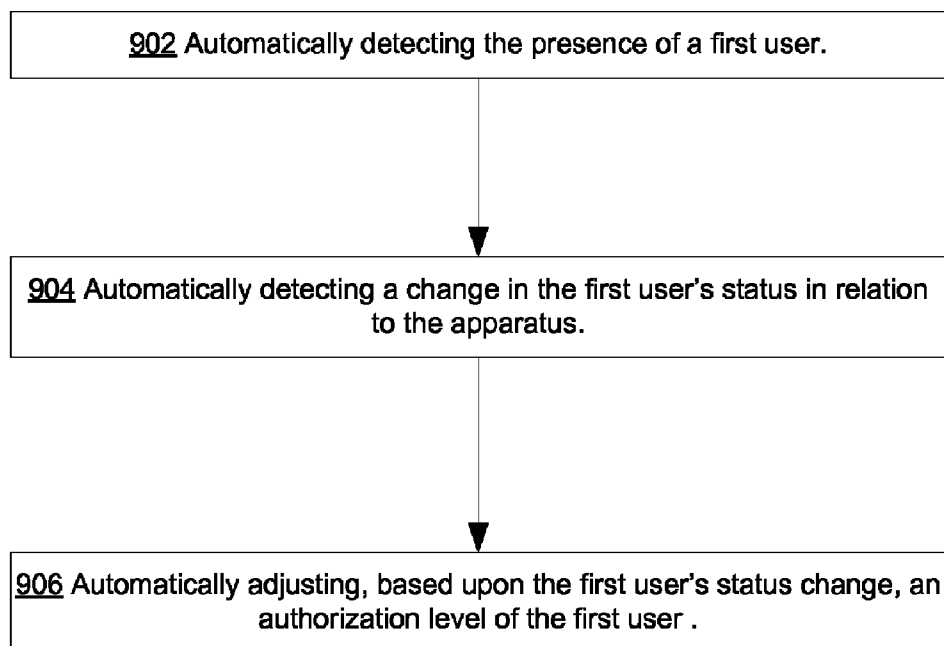 902 Automatically detecting the presence of a first user.
904 Automatically detecting a change in the first user's status in relation
to the apparatus.
906 Automatically adjusting, based upon the first user's status change, an
authorization level of the first user .